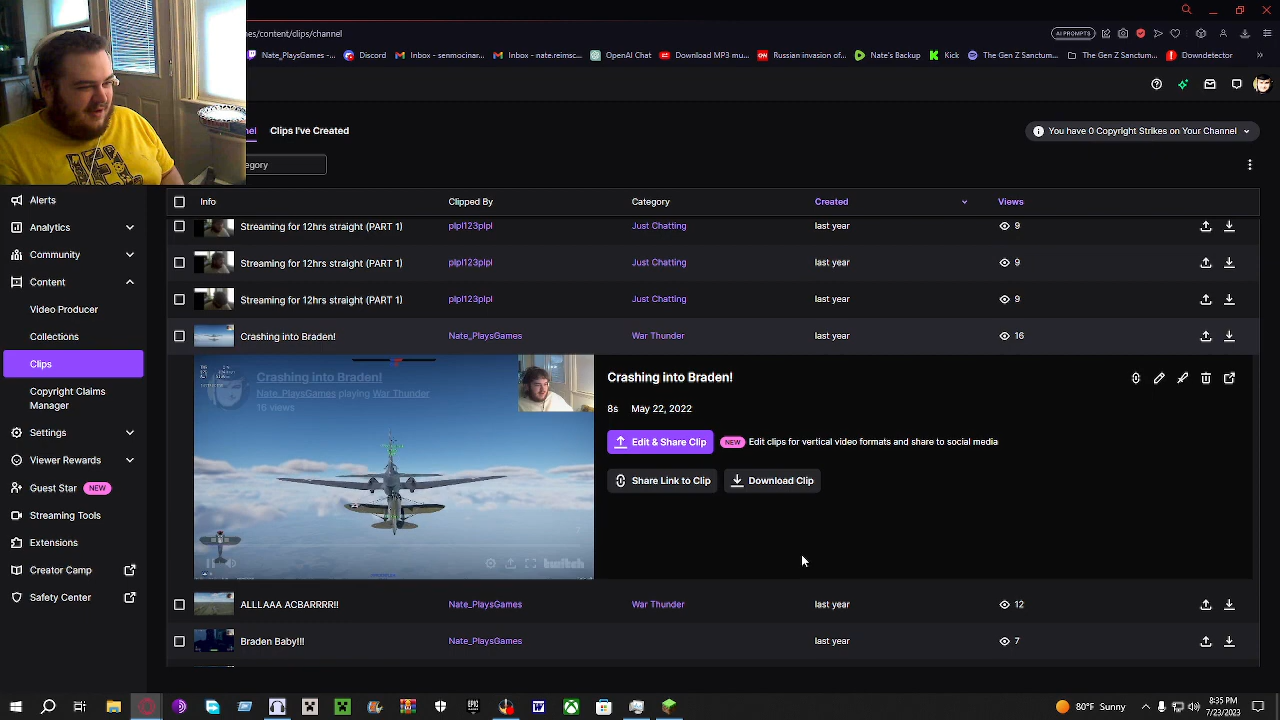 nes/content/clips/channel
AI PROMPTS
Nate_PlaysGames -...
Discord
Inbox - senmocinar...
Inbox - nateseimsc...
OpenAI Chat
Download MP3 mu...
Russian invasi...
Nate's Backup
Kick
The Gen Z Sanctum...
The Gen Z Sanctu...
Downdetector
Clips I've Created
You have 0 Content Strikes on Your Channel
egory
Alerts
Analytics
Community
Content
Video Producer
Collections
Clips
Copyright Claims
Manager
Settings
Viewer Rewards
Guest Star NEW
Streaming Tools
Extensions
Creator Camp
Safety Center
Info Clipped By Category Created Views
Streaming for 12hrs straight (PART 1) plpl123plpl Just Chatting last year 9
Streaming for 12hrs straight (PART 1) plpl123plpl Just Chatting last year 9
Streaming for 12hrs straight (PART 1) plpl123plpl Just Chatting last year 9
Crashing into Braden! Nate_PlaysGames War Thunder last year 16
Crashing into Braden!
Nate_PlaysGames playing War Thunder
16 views
twitch
Crashing into Braden!
8s May 22, 2022
Edit & Share Clip NEW Edit clips for vertical video formats and share to social media
Share Link to Clip Download Clip
ALLLAAA ACBARRRR!! Nate_PlaysGames War Thunder last year 12
Braden Baby!!! Nate_PlaysGames last year 7
80°F Sunny
8:35 PM
7/23/2023